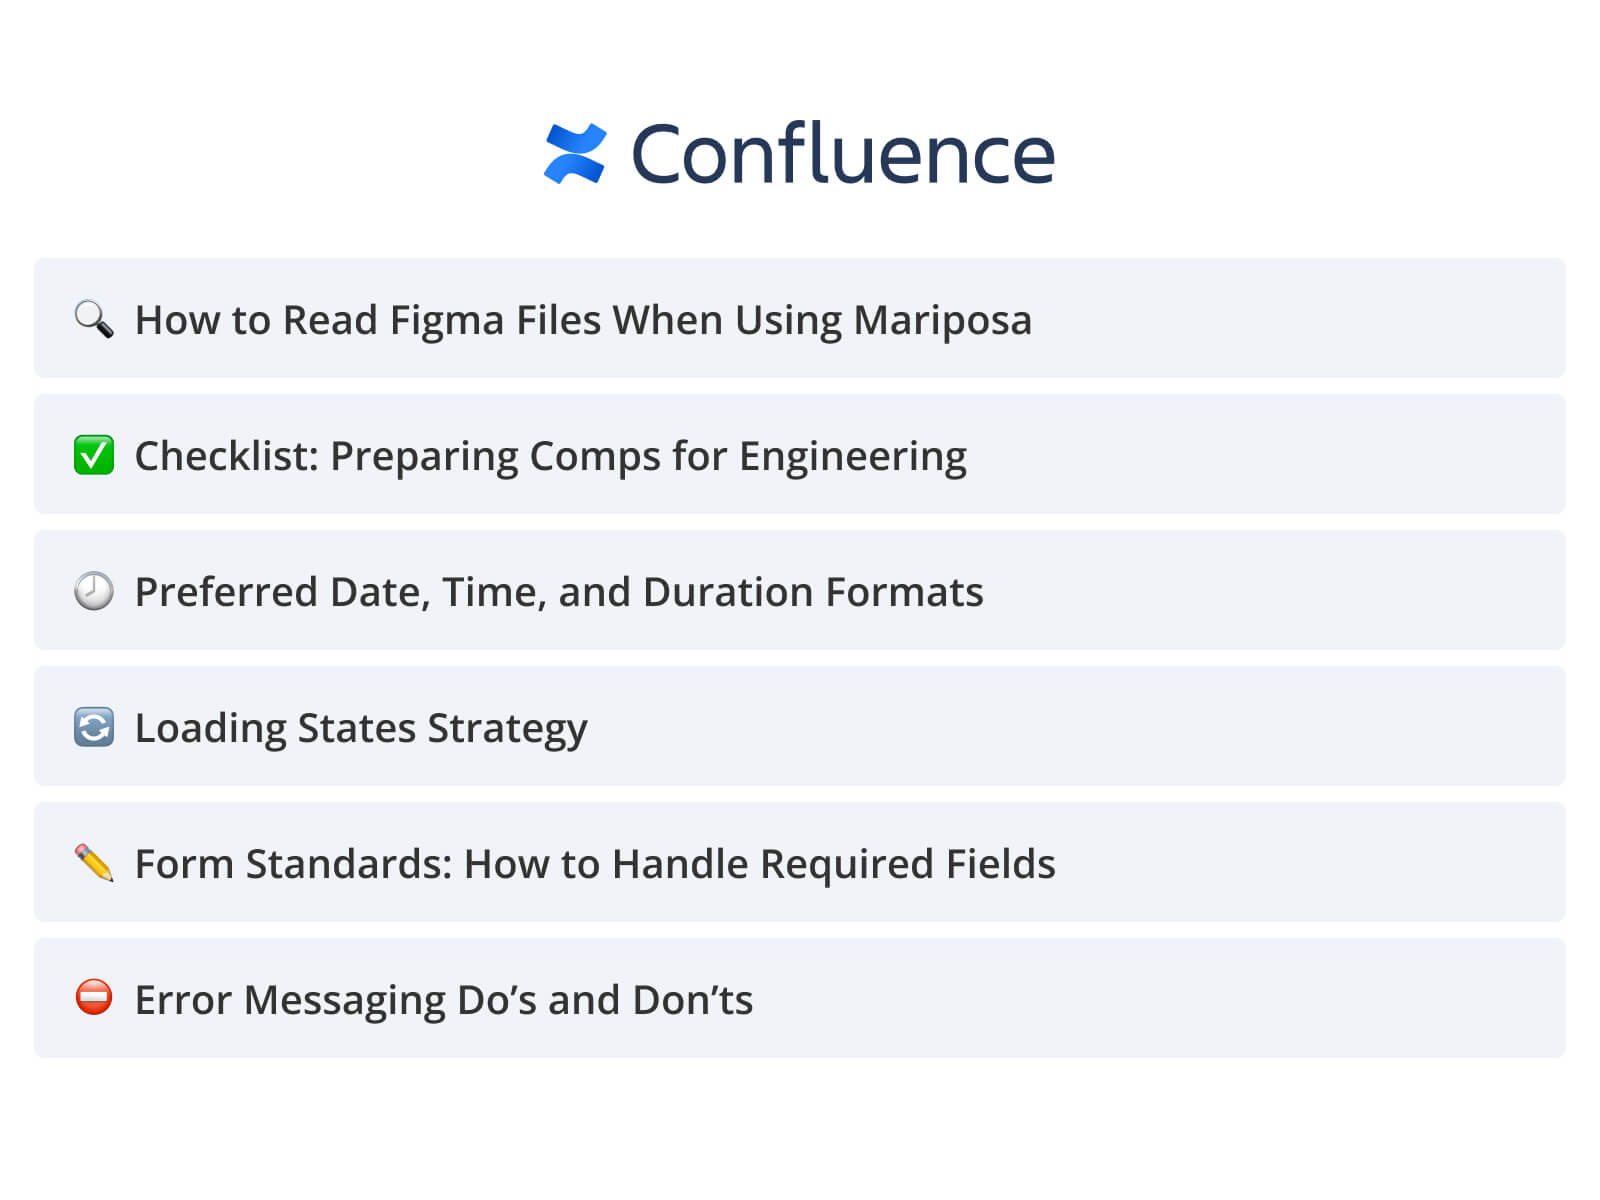 Confluence
How to Read Figma Files When Using Mariposa
Checklist: Preparing Comps for Engineering
Preferred Date, Time, and Duration Formats
Loading States Strategy
Form Standards: How to Handle Required Fields
Error Messaging Do’s and Don’ts